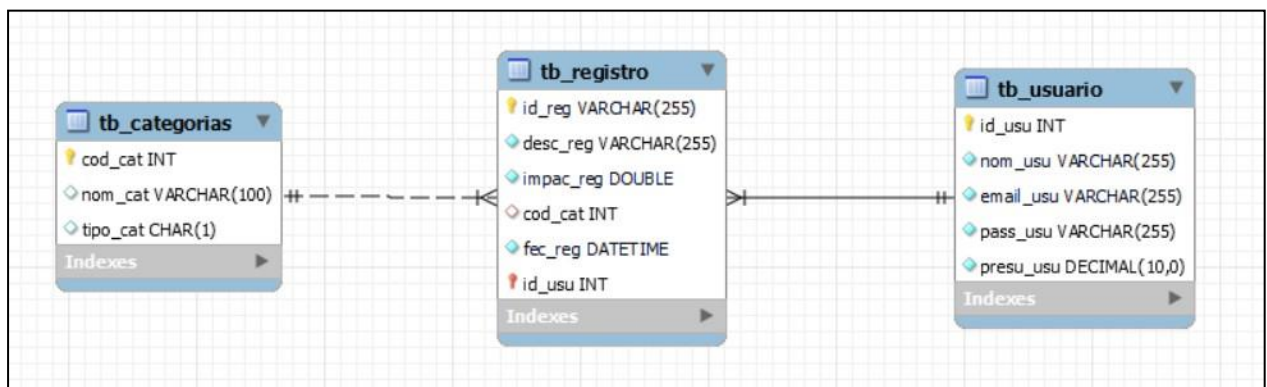 tb_categorias
cod_cat INT
nom_cat VARCHAR(100)
tipo_cat CHAR(1)
Indexes
tb_registro
id_reg VARCHAR(255)
desc_reg VARCHAR(255)
impac_reg DOUBLE
cod_cat INT
fec_reg DATETIME
id_usu INT
Indexes
tb_usuario
id_usu INT
nom_usu VARCHAR(255)
email_usu VARCHAR(255)
pass_usu VARCHAR(255)
presu_usu DECIMAL(10,0)
Indexes